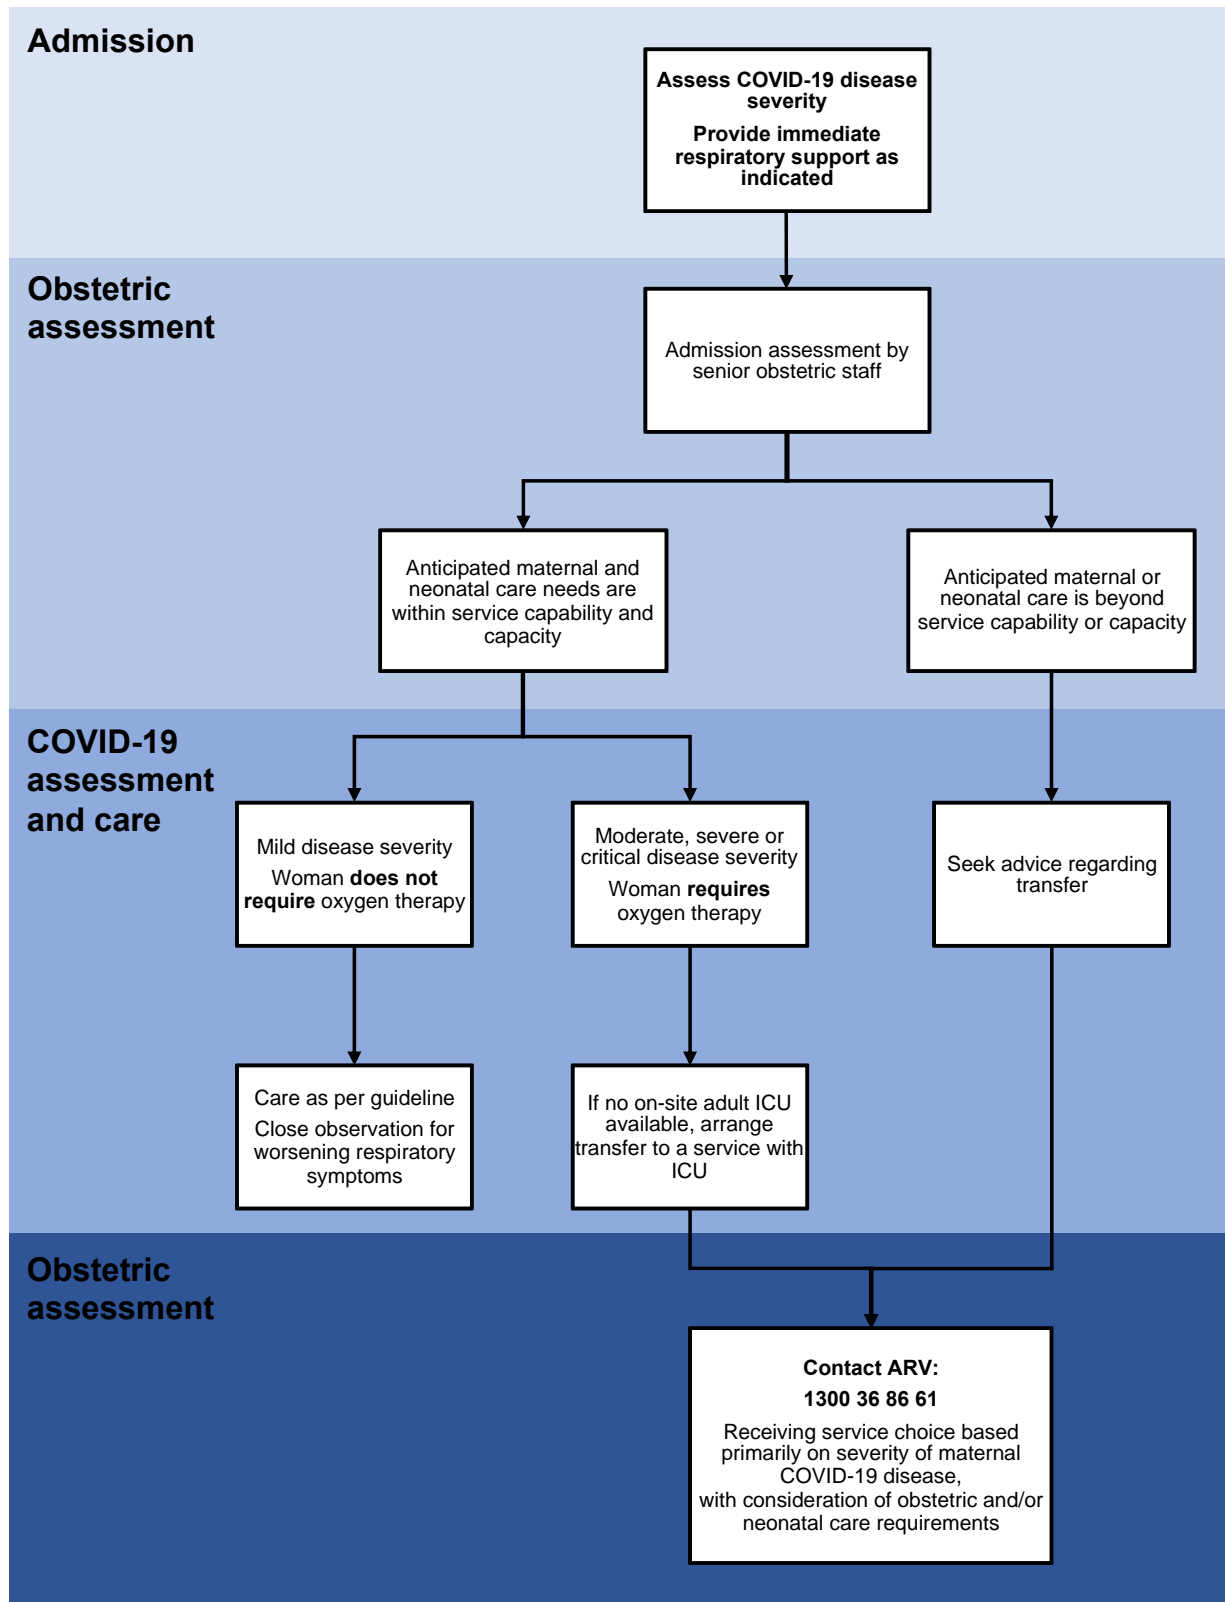 Admission
Assess COVID-19 disease
severity
Provide immediate
respiratory support as
indicated
Obstetric
assessment
Admission assessment by
senior obstetric staff
Anticipated maternal and
neonatal care needs are
within service capability and
capacity
Anticipated maternal or
neonatal care is beyond
service capability or capacity
COVID-19
assessment
and care
Mild disease severity
Woman does not
require oxygen therapy
Moderate, severe or
critical disease severity
Woman requires
oxygen therapy
Seek advice regarding
transfer
Care as per guideline
Close observation for
worsening respiratory
symptoms
If no on-site adult ICU
available, arrange
transfer to a service with
ICU
Obstetric
assessment
Contact ARV:
1300 36 86 61
Receiving service choice based
primarily on severity of maternal
COVID-19 disease,
with consideration of obstetric and/or
neonatal care requirements